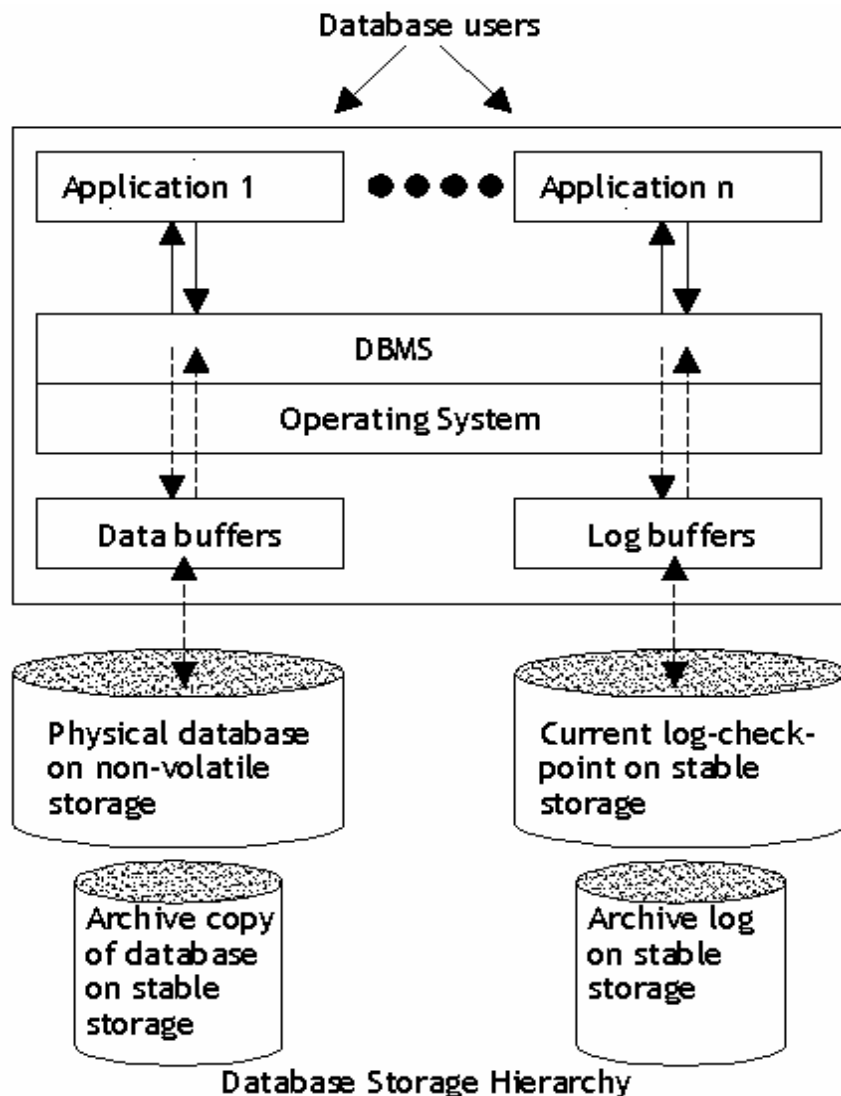 Database users
Application 1
Application n
DBMS
Operating System
Data buffers
Log buffers
Physical database
on non-volatile
storage
Current log-check-
point on stable
storage
Archive copy
of database
on stable
storage
Archive log
on stable
storage
Database Storage Hierarchy